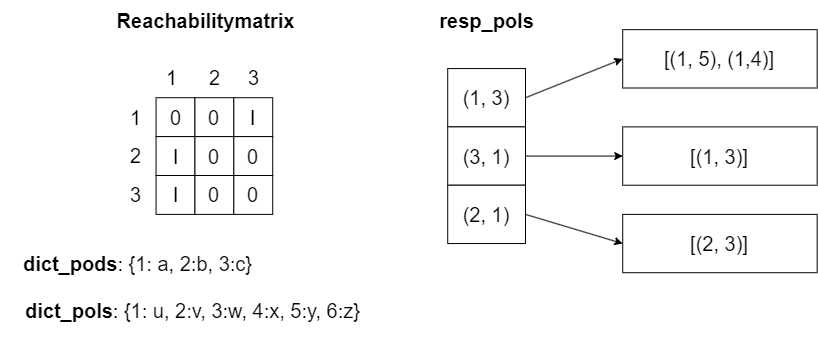 Reachabilitymatrix
1 2 3
1 0 0 I
2 I 0 0
3 I 0 0
dict_pods: {1: a, 2:b, 3:c}
dict_pols: {1: u, 2:v, 3:w, 4:x, 5:y, 6:z}
resp_pols
(1, 3) [(1, 5), (1,4)]
(3, 1) [(1, 3)]
(2, 1) [(2, 3)]